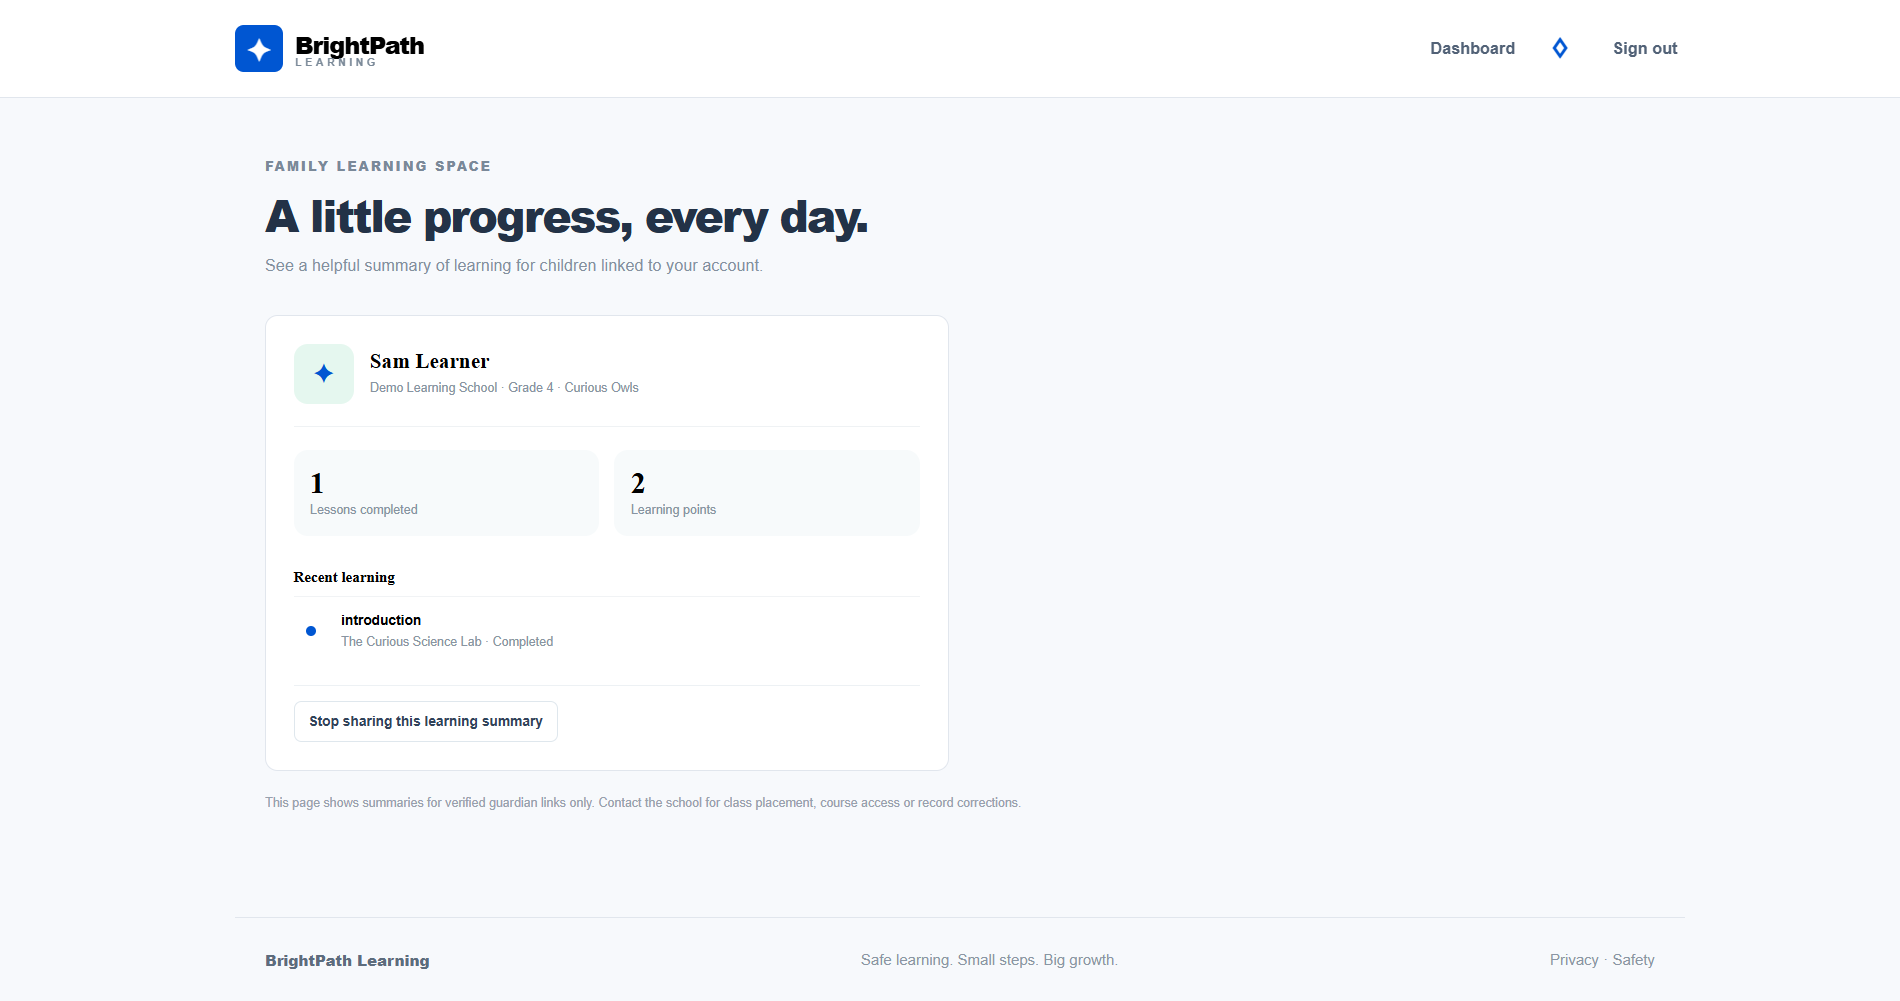 BrightPath
LEARNING
Dashboard
Sign out
FAMILY LEARNING SPACE
A little progress, every day.
See a helpful summary of learning for children linked to your account.
Sam Learner
Demo Learning School · Grade 4 · Curious Owls
1
Lessons completed
2
Learning points
Recent learning
introduction
The Curious Science Lab · Completed
Stop sharing this learning summary
This page shows summaries for verified guardian links only. Contact the school for class placement, course access or record corrections.
BrightPath Learning
Safe learning. Small steps. Big growth.
Privacy · Safety